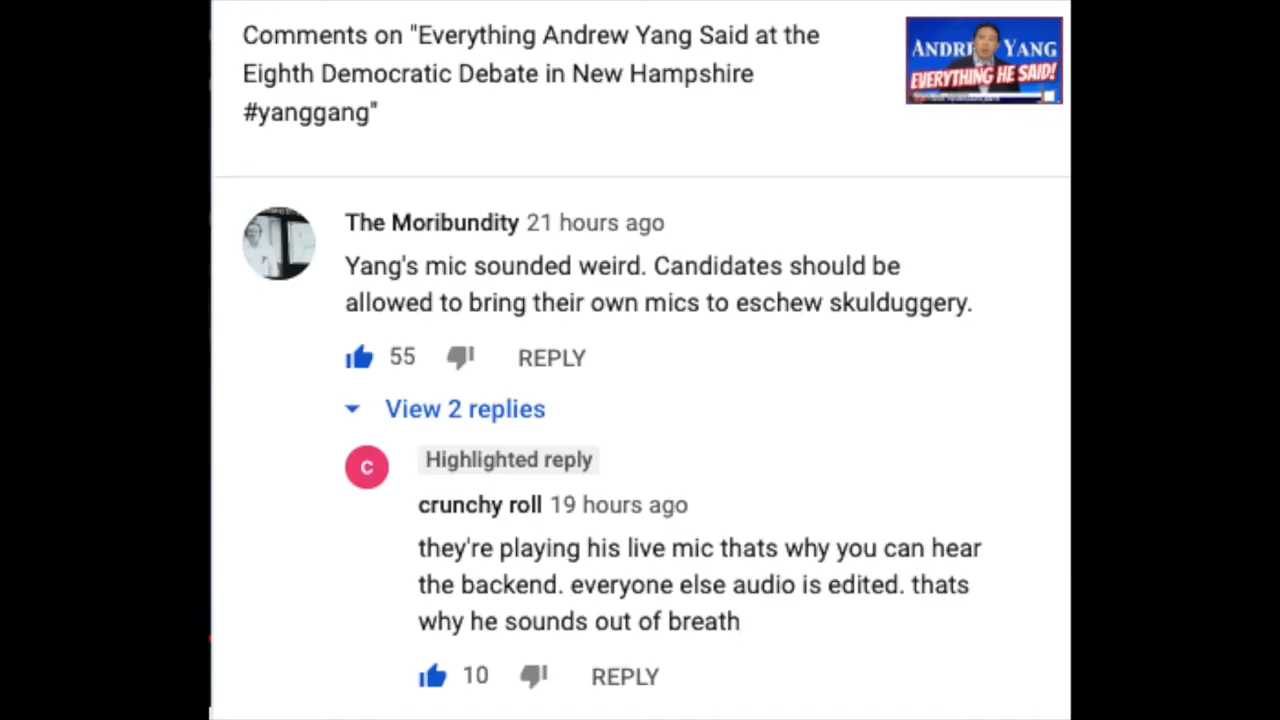 Comments on "Everything Andrew Yang Said at the
Eighth Democratic Debate in New Hampshire
#yanggang"
ANDRE YANG
EVERYTHING HE SAID!
The Moribundity 21 hours ago
Yang's mic sounded weird. Candidates should be
allowed to bring their own mics to eschew skulduggery.
55 REPLY
View 2 replies
C
Highlighted reply
crunchy roll 19 hours ago
they're playing his live mic thats why you can hear
the backend. everyone else audio is edited. thats
why he sounds out of breath
10 REPLY